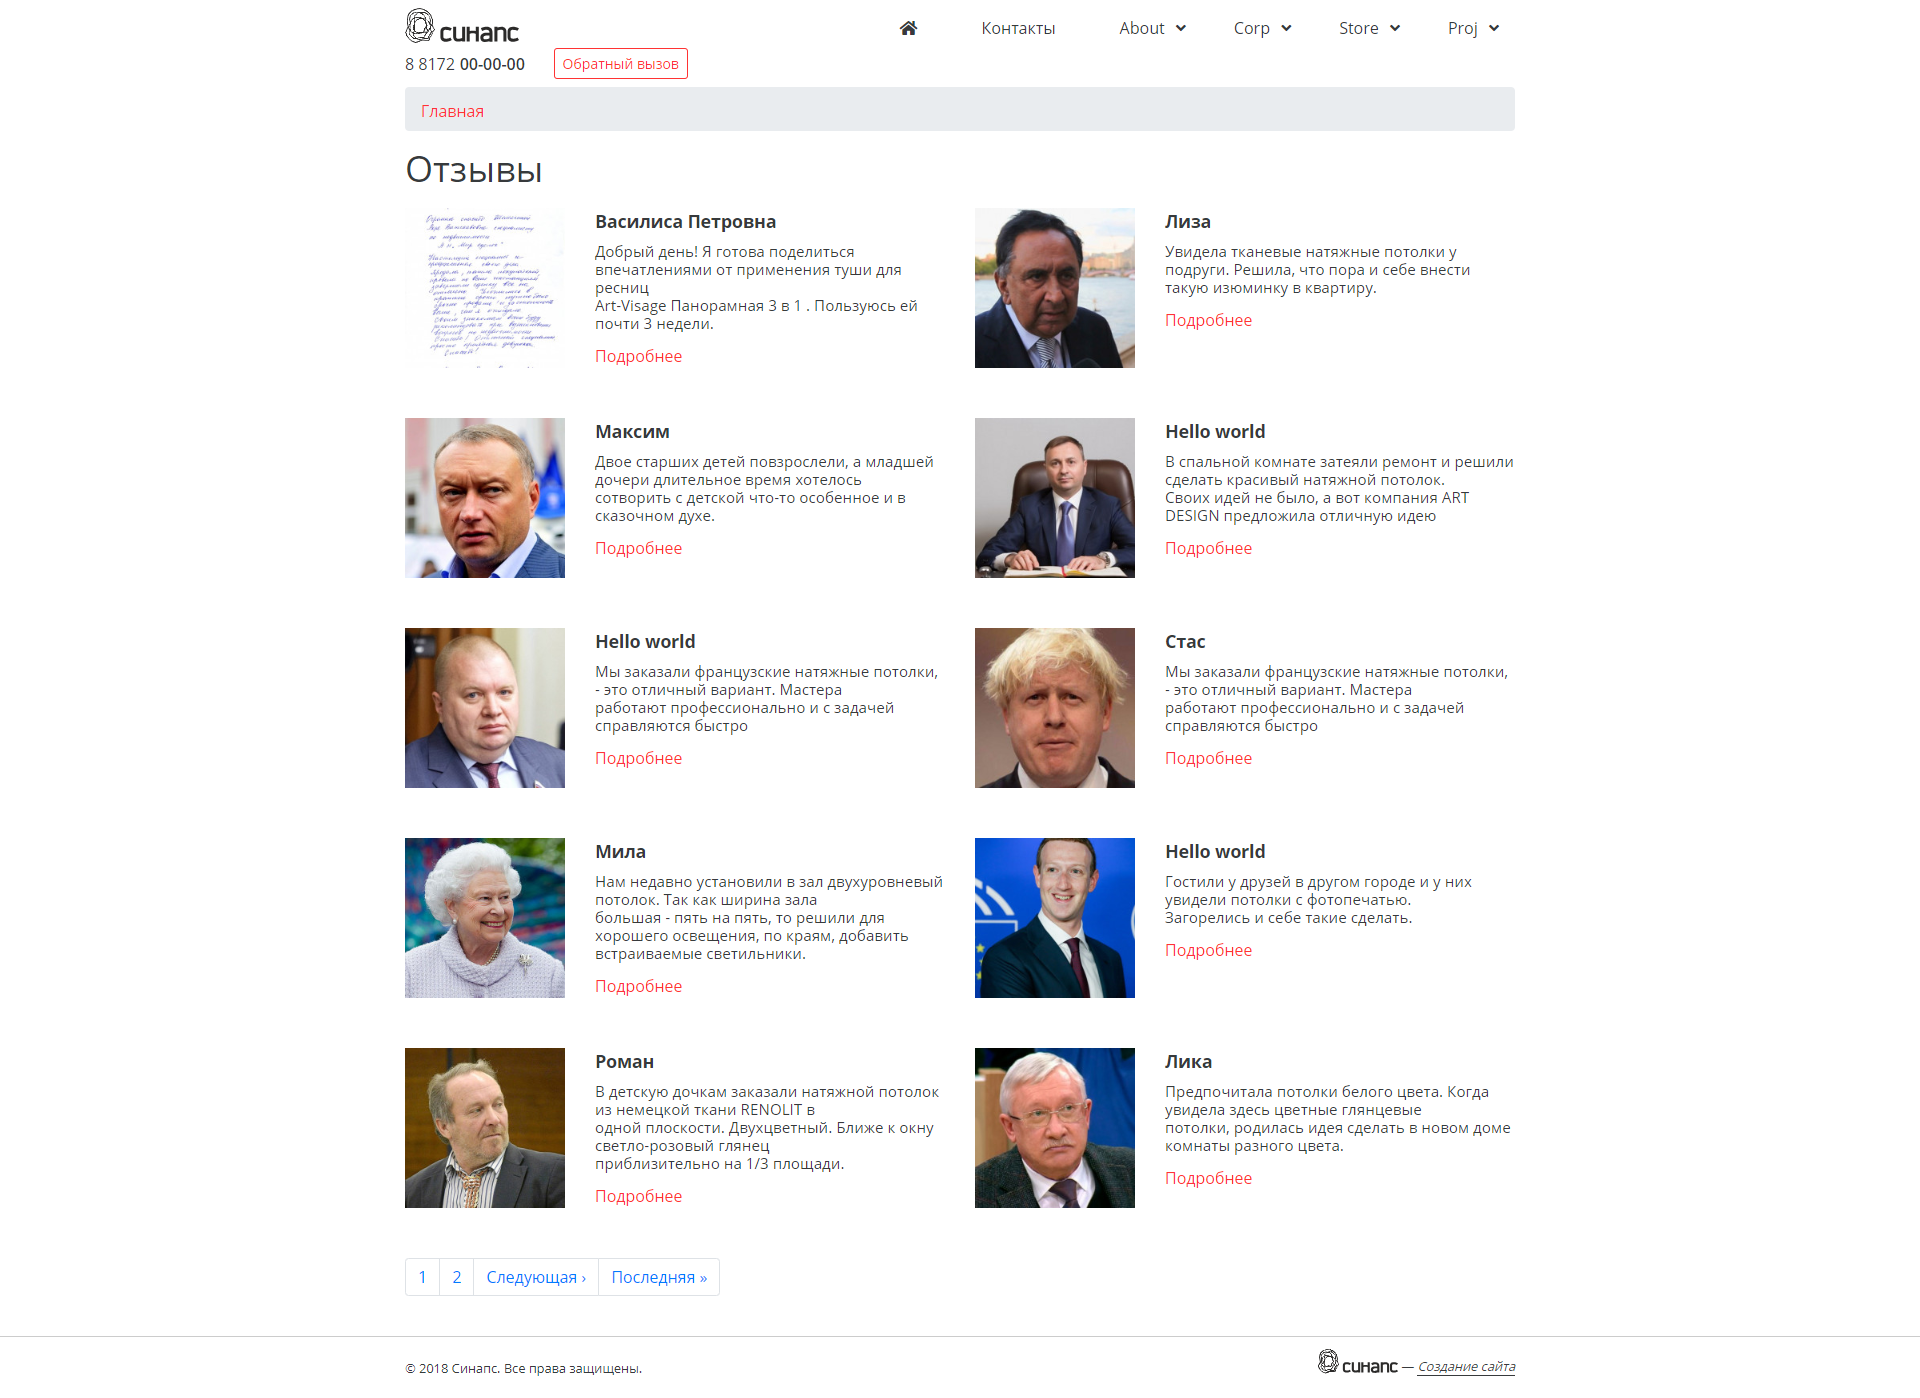 синапс
Контакты
About
Corp
Store
Proj
8 8172 00-00-00
Обратный вызов
Главная
Отзывы
Василиса Петровна
Добрый день! Я готова поделиться
впечатлениями от применения туши для
ресниц
Art-Visage Панорамная 3 в 1 . Пользуюсь ей
почти 3 недели.
Подробнее
Лиза
Увидела тканевые натяжные потолки у
подруги. Решила, что пора и себе внести
такую изюминку в квартиру.
Подробнее
Максим
Двое старших детей повзрослели, а младшей
дочери длительное время хотелось
сотворить с детской что-то особенное и в
сказочном духе.
Подробнее
Hello world
В спальной комнате затеяли ремонт и решили
сделать красивый натяжной потолок.
Своих идей не было, а вот компания ART
DESIGN предложила отличную идею
Подробнее
Hello world
Мы заказали французские натяжные потолки,
- это отличный вариант. Мастера
работают профессионально и с задачей
справляются быстро
Подробнее
Стас
Мы заказали французские натяжные потолки,
- это отличный вариант. Мастера
работают профессионально и с задачей
справляются быстро
Подробнее
Мила
Нам недавно установили в зал двухуровневый
потолок. Так как ширина зала
большая - пять на пять, то решили для
хорошего освещения, по краям, добавить
встраиваемые светильники.
Подробнее
Hello world
Гостили у друзей в другом городе и у них
увидели потолки с фотопечатью.
Загорелись и себе такие сделать.
Подробнее
Роман
В детскую дочкам заказали натяжной потолок
из немецкой ткани RENOLIT в
одной плоскости. Двухцветный. Ближе к окну
светло-розовый глянец
приблизительно на 1/3 площади.
Подробнее
Лика
Предпочитала потолки белого цвета. Когда
увидела здесь цветные глянцевые
потолки, родилась идея сделать в новом доме
комнаты разного цвета.
Подробнее
1 2 Следующая › Последняя »
© 2018 Синапс. Все права защищены.
синапс — Создание сайта